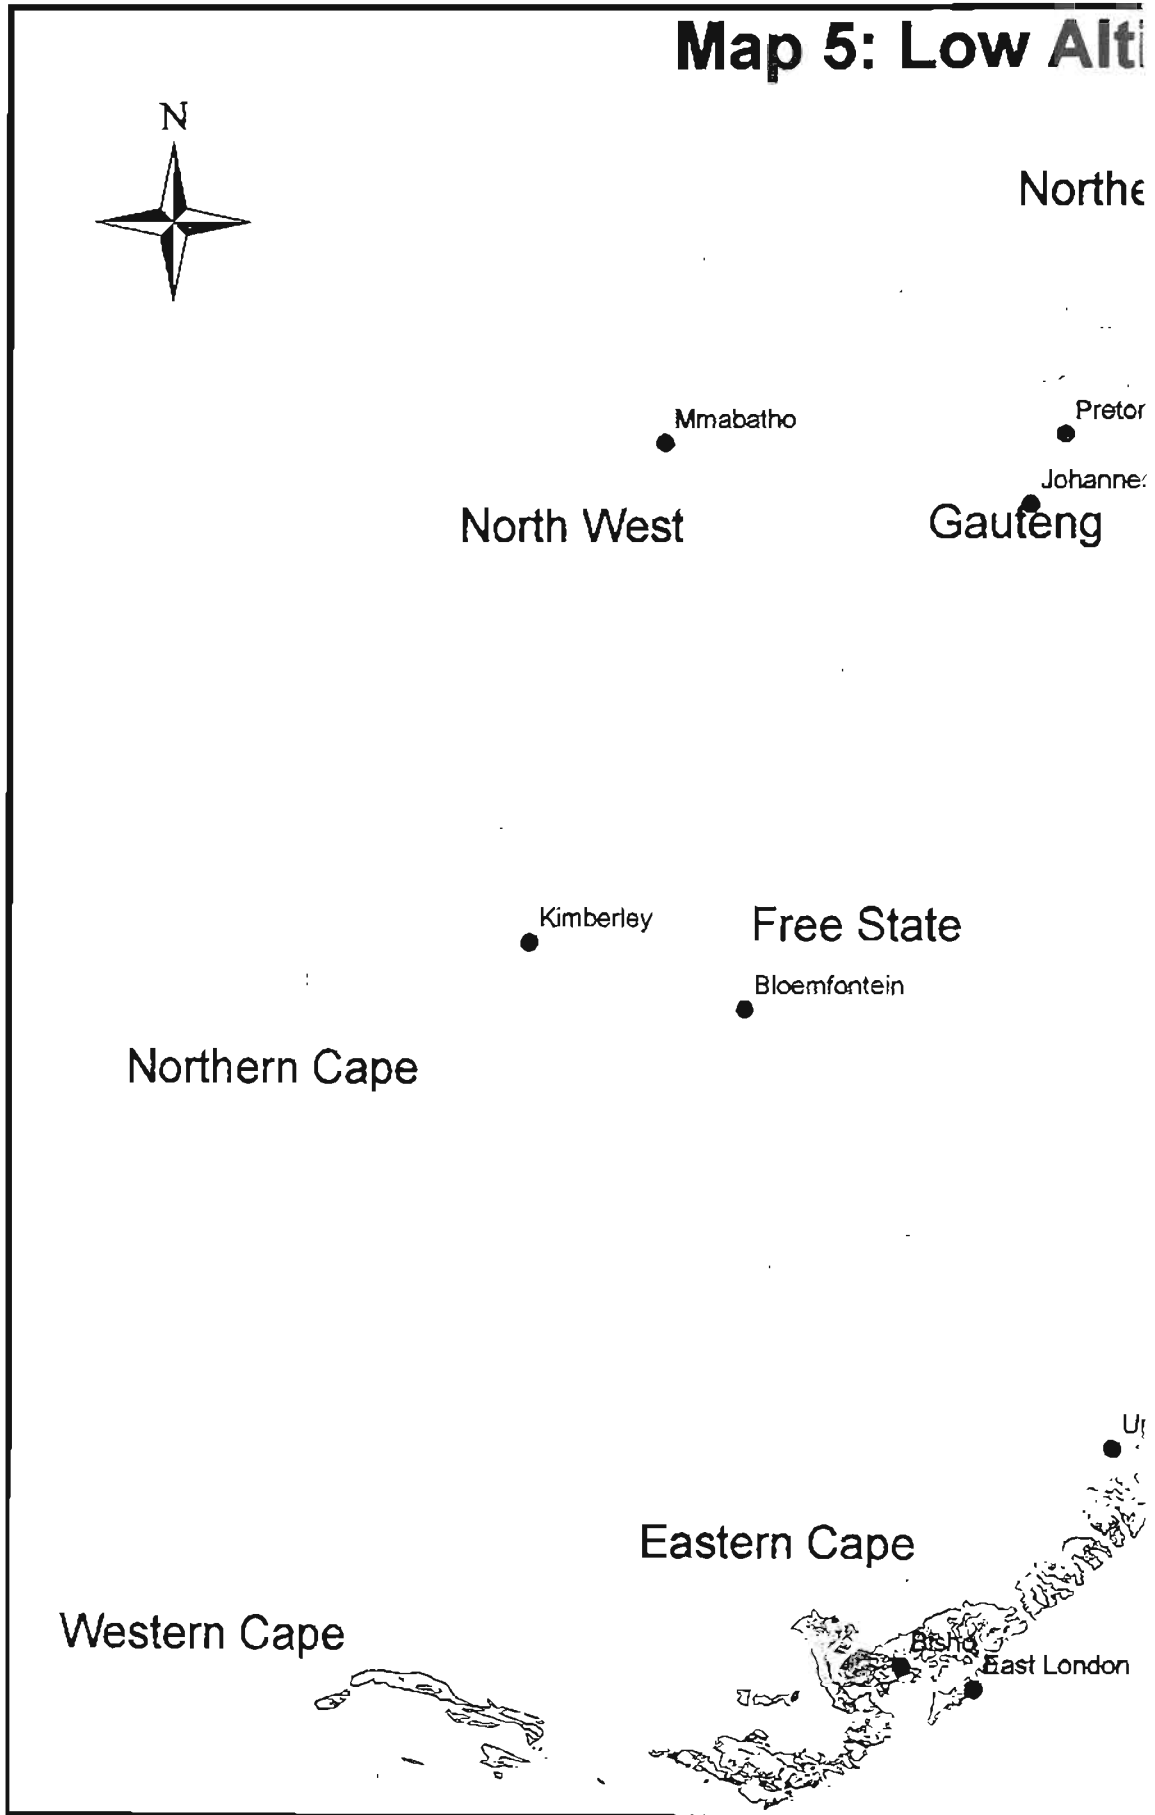 Map 5: Low Alti
N
Northe
Mmabatho
Pretor
Johannes
North West
Gauteng
Kimberley
Free State
Bloemfontein
Northern Cape
Eastern Cape
Western Cape
Bisho
East London